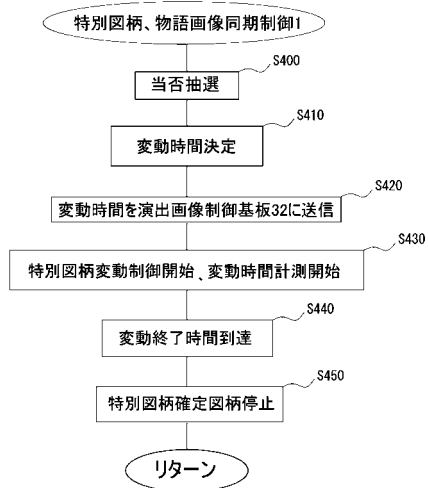 特別図柄、物語画像同期制御1
S400
当否抽選
S410
変動時間決定
S420
変動時間を演出画像制御基板32に送信
S430
特別図柄変動制御開始、変動時間計測開始
S440
変動終了時間到達
S450
特別図柄確定図柄停止
リターン